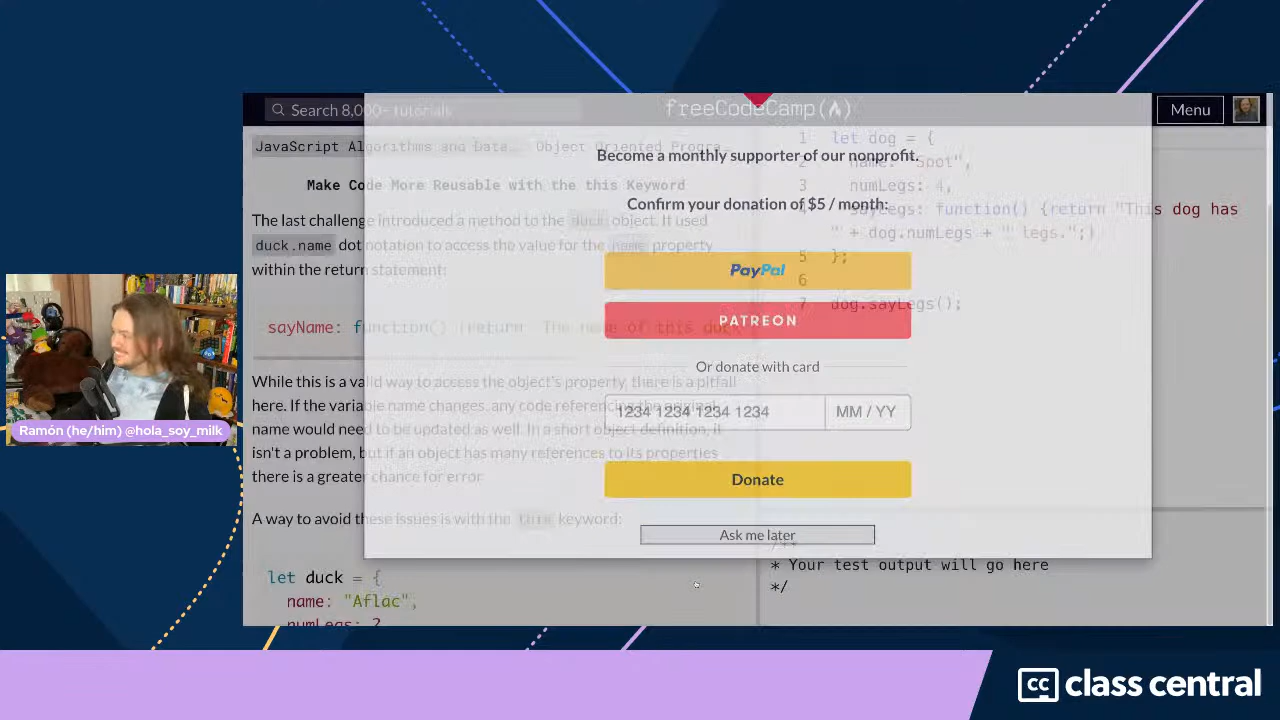 Search 8,000+ tutorials
freeCodeCamp
Menu
JavaScript Algorithms and Data… Object Oriented Progra…
Make Code More Reusable with the this Keyword
The last challenge introduced a method to the duck object. It used
duck.name dot notation to access the value for the name property
within the return statement:
sayName: function() {return "The name of this duck
While this is a valid way to access the object's property, there is a pitfall
here. If the variable name changes, any code referencing the original
name would need to be updated as well. In a short object definition, it
isn't a problem, but if an object has many references to its properties
there is a greater chance for error.
A way to avoid these issues is with the this keyword:
let duck = {
name: "Aflac",
numLegs: 2,
Become a monthly supporter of our nonprofit.
Confirm your donation of $5 / month:
PayPal
PATREON
Or donate with card
1234 1234 1234 1234 MM / YY
Donate
Ask me later
1 let dog = {
2 name: "Spot",
3 numLegs: 4,
4 sayLegs: function() {return "This dog has
" + dog.numLegs + " legs.";}
5 };
6
7 dog.sayLegs();
/**
* Your test output will go here
*/
Ramón (he/him) @hola_soy_milk
cc class central